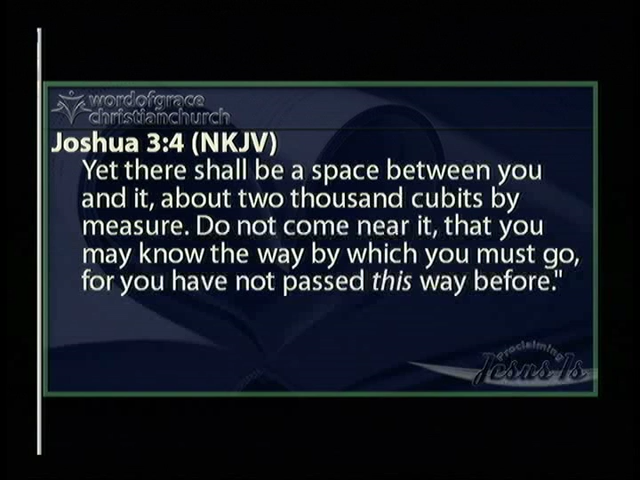 wordofgrace
christianchurch
Joshua 3:4 (NKJV)
Yet there shall be a space between you
and it, about two thousand cubits by
measure. Do not come near it, that you
may know the way by which you must go,
for you have not passed this way before."
Proclaiming
Jesus Is